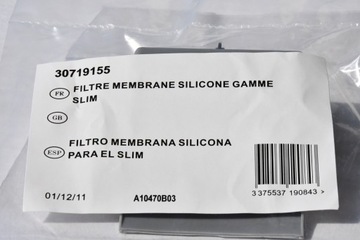 30719155
FR FILTRE MEMBRANE SILICONE GAMME
SLIM
GB
ESP FILTRO MEMBRANA SILICONA
PARA EL SLIM
01/12/11 A10470B03
3 375537 190843 >